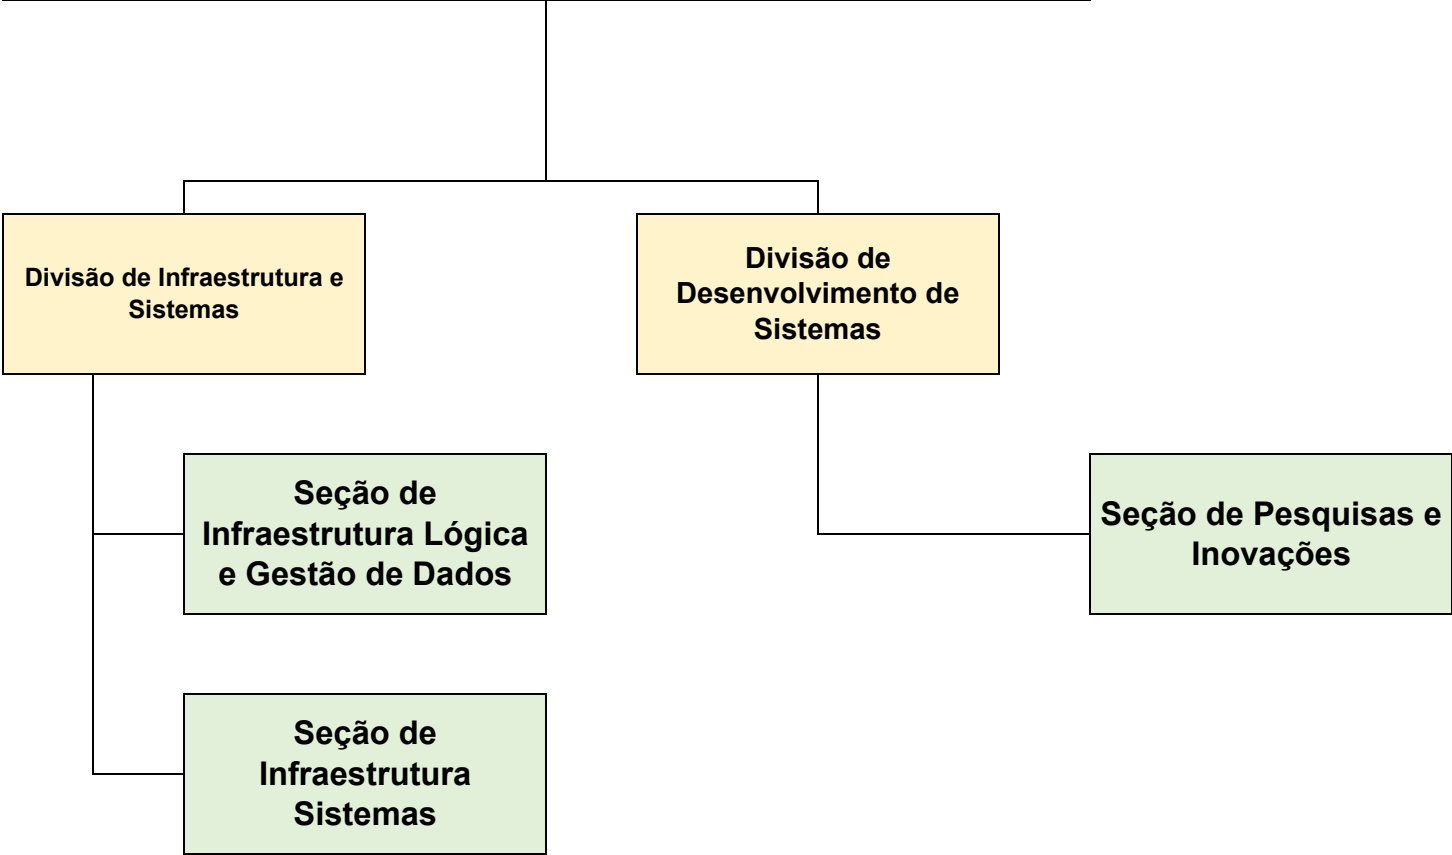 Divisão de Infraestrutura e
Sistemas
Divisão de
Desenvolvimento de
Sistemas
Seção de
Infraestrutura Lógica
e Gestão de Dados
Seção de Pesquisas e
Inovações
Seção de
Infraestrutura
Sistemas